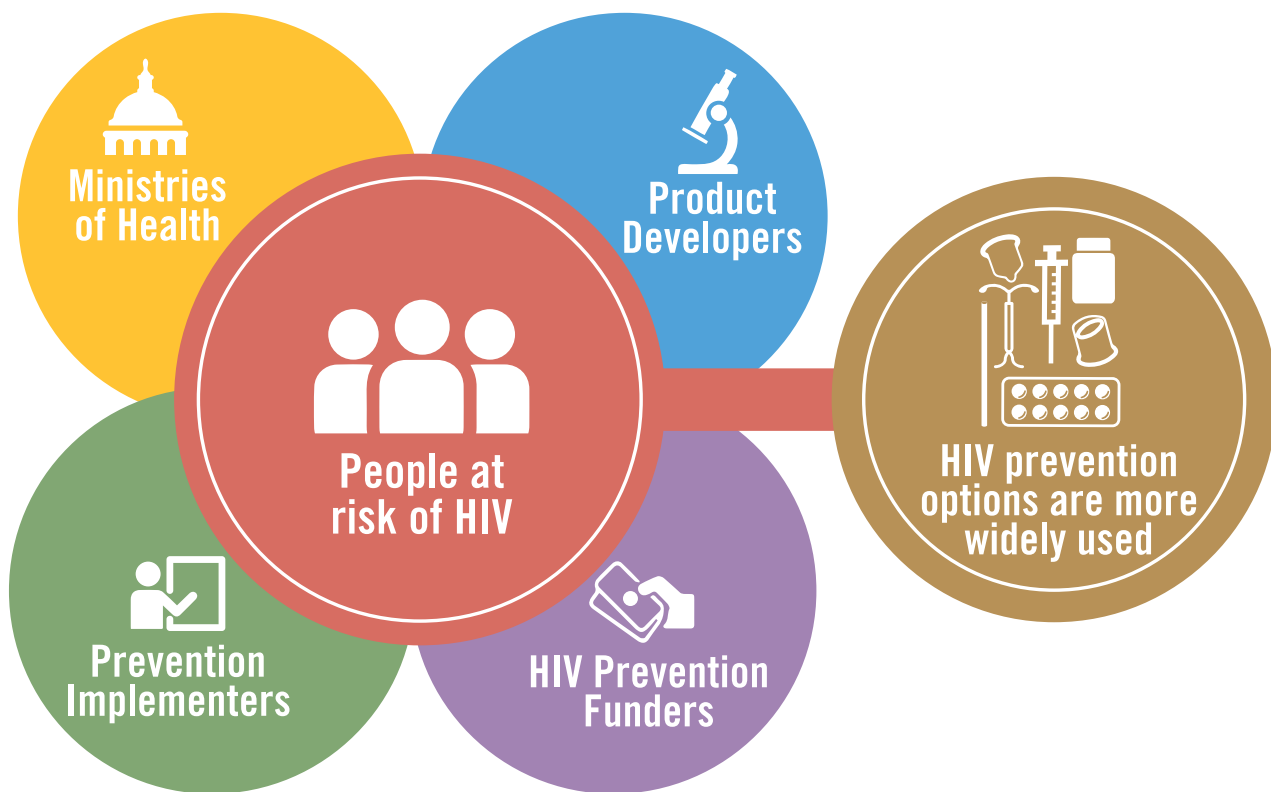 Ministries
of Health
Product
Developers
People at
risk of HIV
HIV prevention
options are more
widely used
Prevention
Implementers
HIV Prevention
Funders